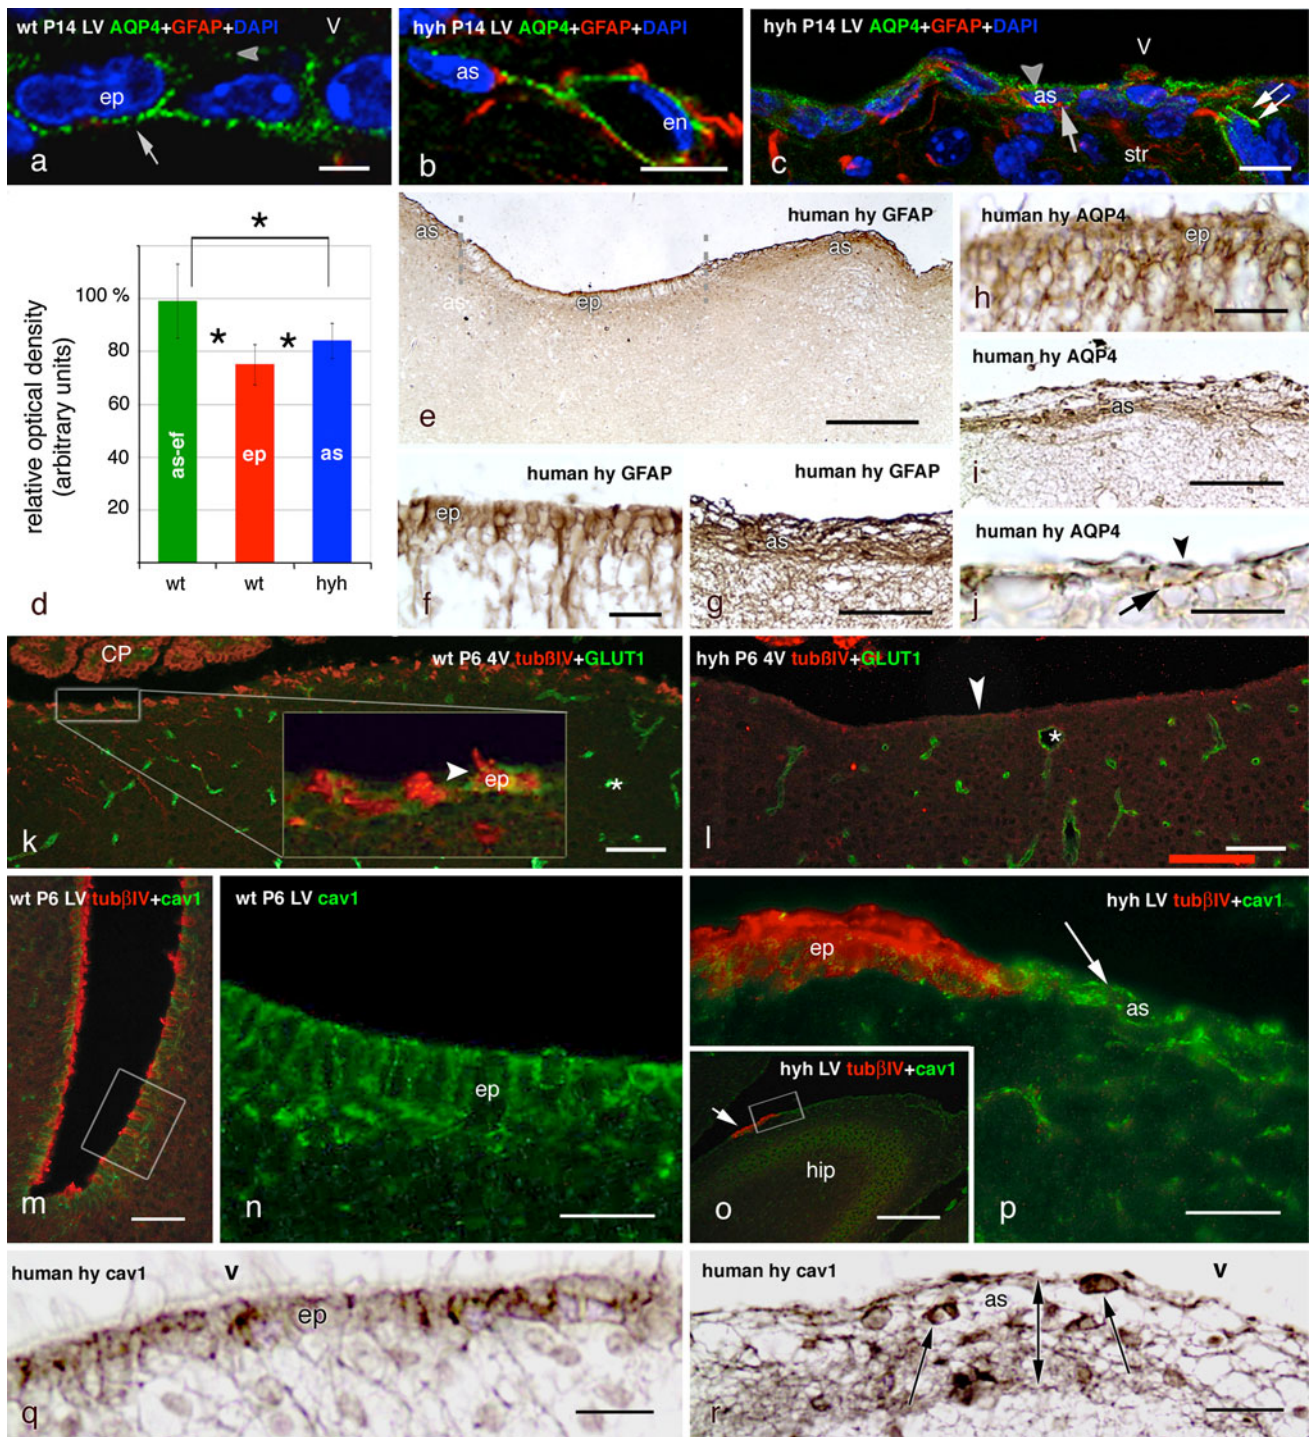 wt P14 LV AQP4+GFAP+DAPI
V
ep
a
hyh P14 LV AQP4+GFAP+DAPI
as
en
b
hyh P14 LV AQP4+GFAP+DAPI
V
as
str
c
relative optical density
(arbitrary units)
100 %
80
60
40
20
*
*
*
as-ef
ep
as
wt
wt
hyh
d
human hy GFAP
as
as
as
ep
e
human hy GFAP
ep
f
human hy GFAP
as
g
human hy AQP4
ep
h
human hy AQP4
as
i
human hy AQP4
j
CP
wt P6 4V tubßIV+GLUT1
ep
*
k
hyh P6 4V tubßIV+GLUT1
*
l
wt P6 LV tubβIV+cav1
m
wt P6 LV cav1
ep
n
hyh LV tubβIV+cav1
ep
as
hyh LV tubβIV+cav1
hip
o
p
human hy cav1
v
ep
q
human hy cav1
v
as
r